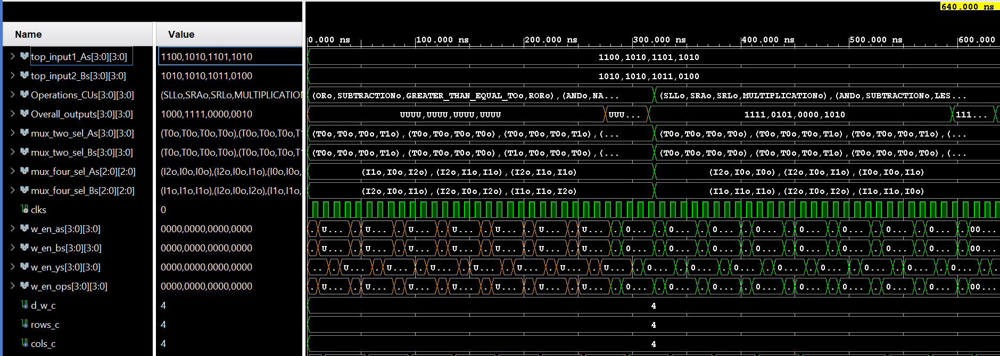 640.000 ns
Name Value 0.000 ns 100.000 ns 200.000 ns 300.000 ns 400.000 ns 500.000 ns 600.000
top_input1_As[3:0][3:0] 1100,1010,1101,1010 1100,1010,1101,1010
top_input2_Bs[3:0][3:0] 1010,1010,1011,0100 1010,1010,1011,0100
Operations_CUs[3:0][3:0] (SLLo,SRAo,SRLo,MULTIPLICATION (ORo,SUBTRACTIONo,GREATER_THAN_EQUAL_TOo,RORo),(ANDo,NA... (SLLo,SRAo,SRLo,MULTIPLICATIONo),(ANDo,SUBTRACTIONo,LES...
Overall_outputs[3:0][3:0] 1000,1111,0000,0010 UUUU,UUUU,UUUU,UUUU UUU... 1111,0101,0000,1010 111...
mux_two_sel_As[3:0][3:0] (T0o,T0o,T0o,T0o),(T0o,T0o,T0o,T1 (T0o,T0o,T0o,T1o),(T0o,T0o,T0o,T0o),(T0o,T0o,T0o,T1o),(... (T0o,T0o,T0o,T0o),(T0o,T0o,T0o,T1o),(T0o,T0o,T0o,T1o),(...
mux_two_sel_Bs[3:0][3:0] (T0o,T0o,T0o,T0o),(T0o,T0o,T0o,T1 (T0o,T0o,T0o,T1o),(T0o,T0o,T0o,T0o),(T1o,T0o,T0o,T0o),(... (T0o,T0o,T0o,T0o),(T0o,T0o,T0o,T1o),(T0o,T0o,T0o,T0o),(...
mux_four_sel_As[2:0][2:0] (I2o,I0o,I0o),(I2o,I0o,I1o),(I0o,I0o, (I1o,I0o,I2o),(I2o,I1o,I1o),(I2o,I1o,I1o) (I2o,I0o,I0o),(I2o,I0o,I1o),(I0o,I0o,I1o)
mux_four_sel_Bs[2:0][2:0] (I1o,I1o,I1o),(I2o,I0o,I2o),(I1o,I1o, (I2o,I0o,I1o),(I2o,I0o,I2o),(I1o,I1o,I2o) (I1o,I1o,I1o),(I2o,I0o,I2o),(I1o,I1o,I0o)
clks 0
w_en_as[3:0][3:0] 0000,0000,0000,0000 . U... . U... . U... . U... . U... . U... . U... . 0... . 0... . 0... . 0... . 0... . 0... . 0... . 0... . 00...
w_en_bs[3:0][3:0] 0000,0000,0000,0000 . U... . U... . U... . U... . U... . U... . U... . 0... . 0... . 0... . 0... . 0... . 0... . 0... . 0... . 00...
w_en_ys[3:0][3:0] 0000,0000,0000,0000 .. . U... . U... . U... . U... . U... . U... . U... . 0... . 0... . 0... . 0... . 0... . 0... . 0... . 0... . .
w_en_ops[3:0][3:0] 0000,0000,0000,0000 . U... . U... . U... . U... . U... . U... . U... . 0... . 0... . 0... . 0... . 0... . 0... . 0... . 0... . 00...
d_w_c 4 4
rows_c 4 4
cols_c 4 4